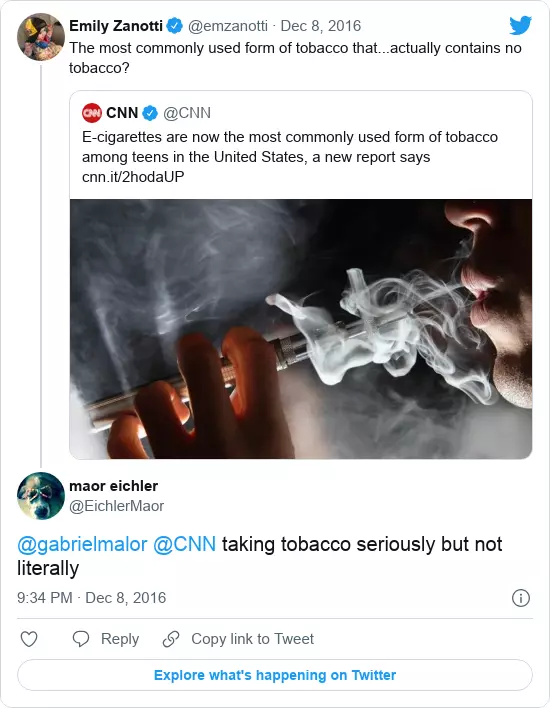 Emily Zanotti @emzanotti · Dec 8, 2016
The most commonly used form of tobacco that...actually contains no
tobacco?
CNN CNN @CNN
E-cigarettes are now the most commonly used form of tobacco
among teens in the United States, a new report says
cnn.it/2hodaUP
maor eichler
@EichlerMaor
@gabrielmalor @CNN taking tobacco seriously but not
literally
9:34 PM · Dec 8, 2016
Reply Copy link to Tweet
Explore what's happening on Twitter